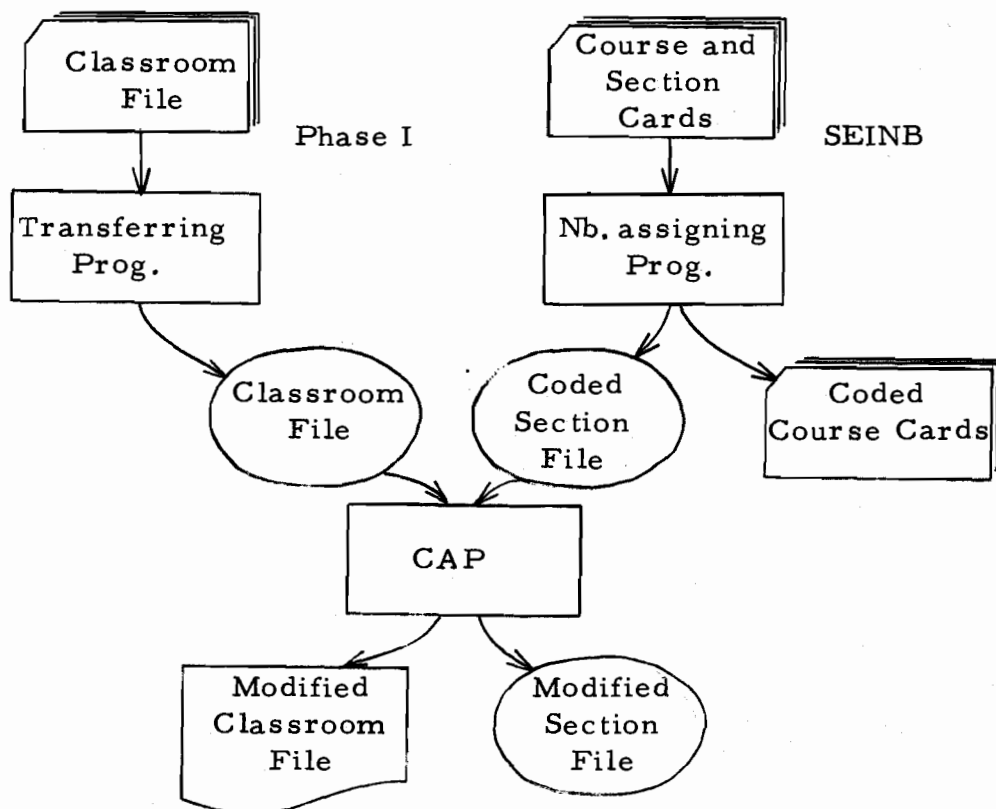 Classroom
File
Course and
Section
Cards
Phase I
SEINB
Transferring
Prog.
Nb. assigning
Prog.
Classroom
File
Coded
Section
File
Coded
Course Cards
CAP
Modified
Classroom
File
Modified
Section
File